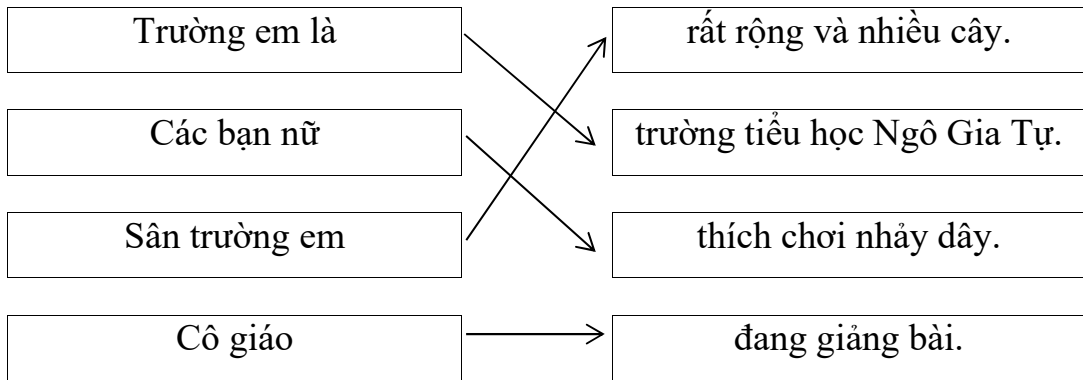 Trường em là
rất rộng và nhiều cây.
Các bạn nữ
trường tiểu học Ngô Gia Tự.
Sân trường em
thích chơi nhảy dây.
Cô giáo
đang giảng bài.